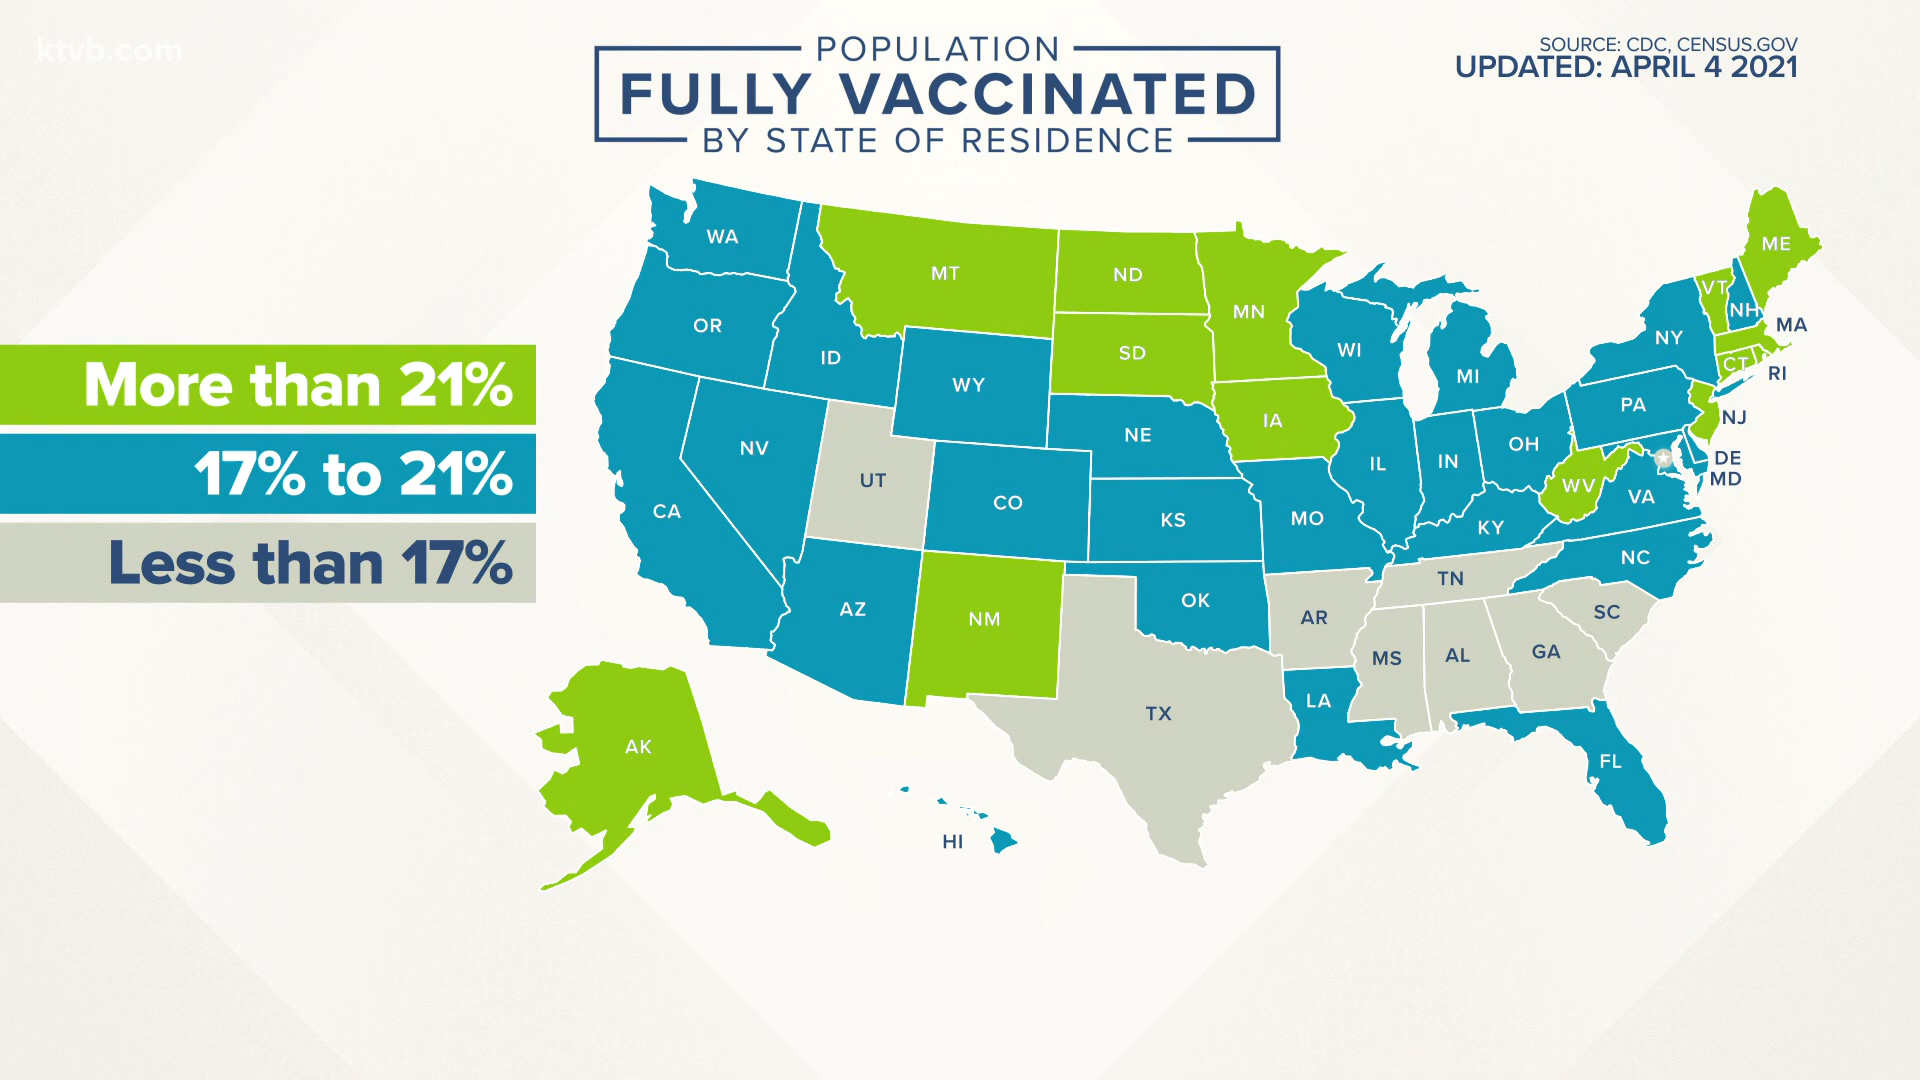 ktvb.com
POPULATION
FULLY VACCINATED
BY STATE OF RESIDENCE
SOURCE: CDC, CENSUS.GOV
UPDATED: APRIL 4 2021
More than 21%
17% to 21%
Less than 17%
WA
OR
CA
NV
ID
MT
WY
UT
CO
AZ
NM
ND
SD
NE
KS
OK
TX
MN
IA
MO
AR
LA
WI
IL
MI
IN
OH
KY
TN
MS
AL
GA
FL
SC
NC
VA
WV
PA
NY
VT
NH
ME
MA
CT
RI
NJ
DE
MD
AK
HI